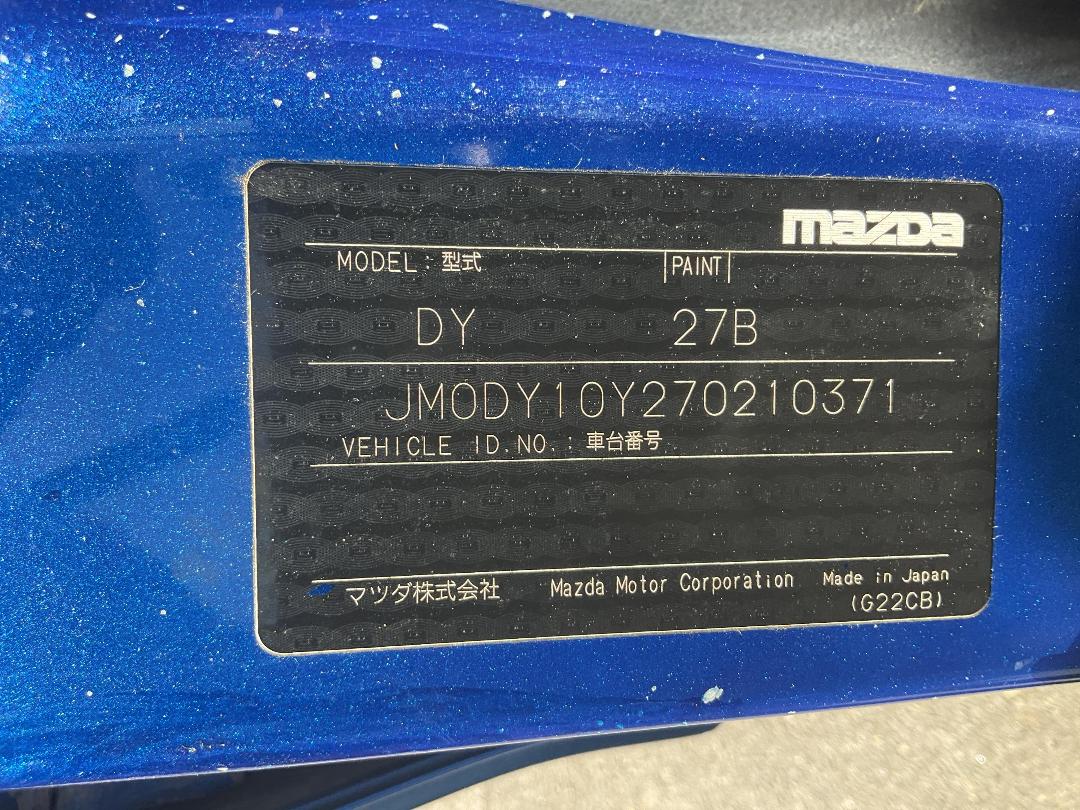 mazda
MODEL : 型式 PAINT
DY 27B
JM0DY10Y270210371
VEHICLE ID.NO. : 車台番号
マツダ株式会社 Mazda Motor Corporation Made in Japan
(G22CB)